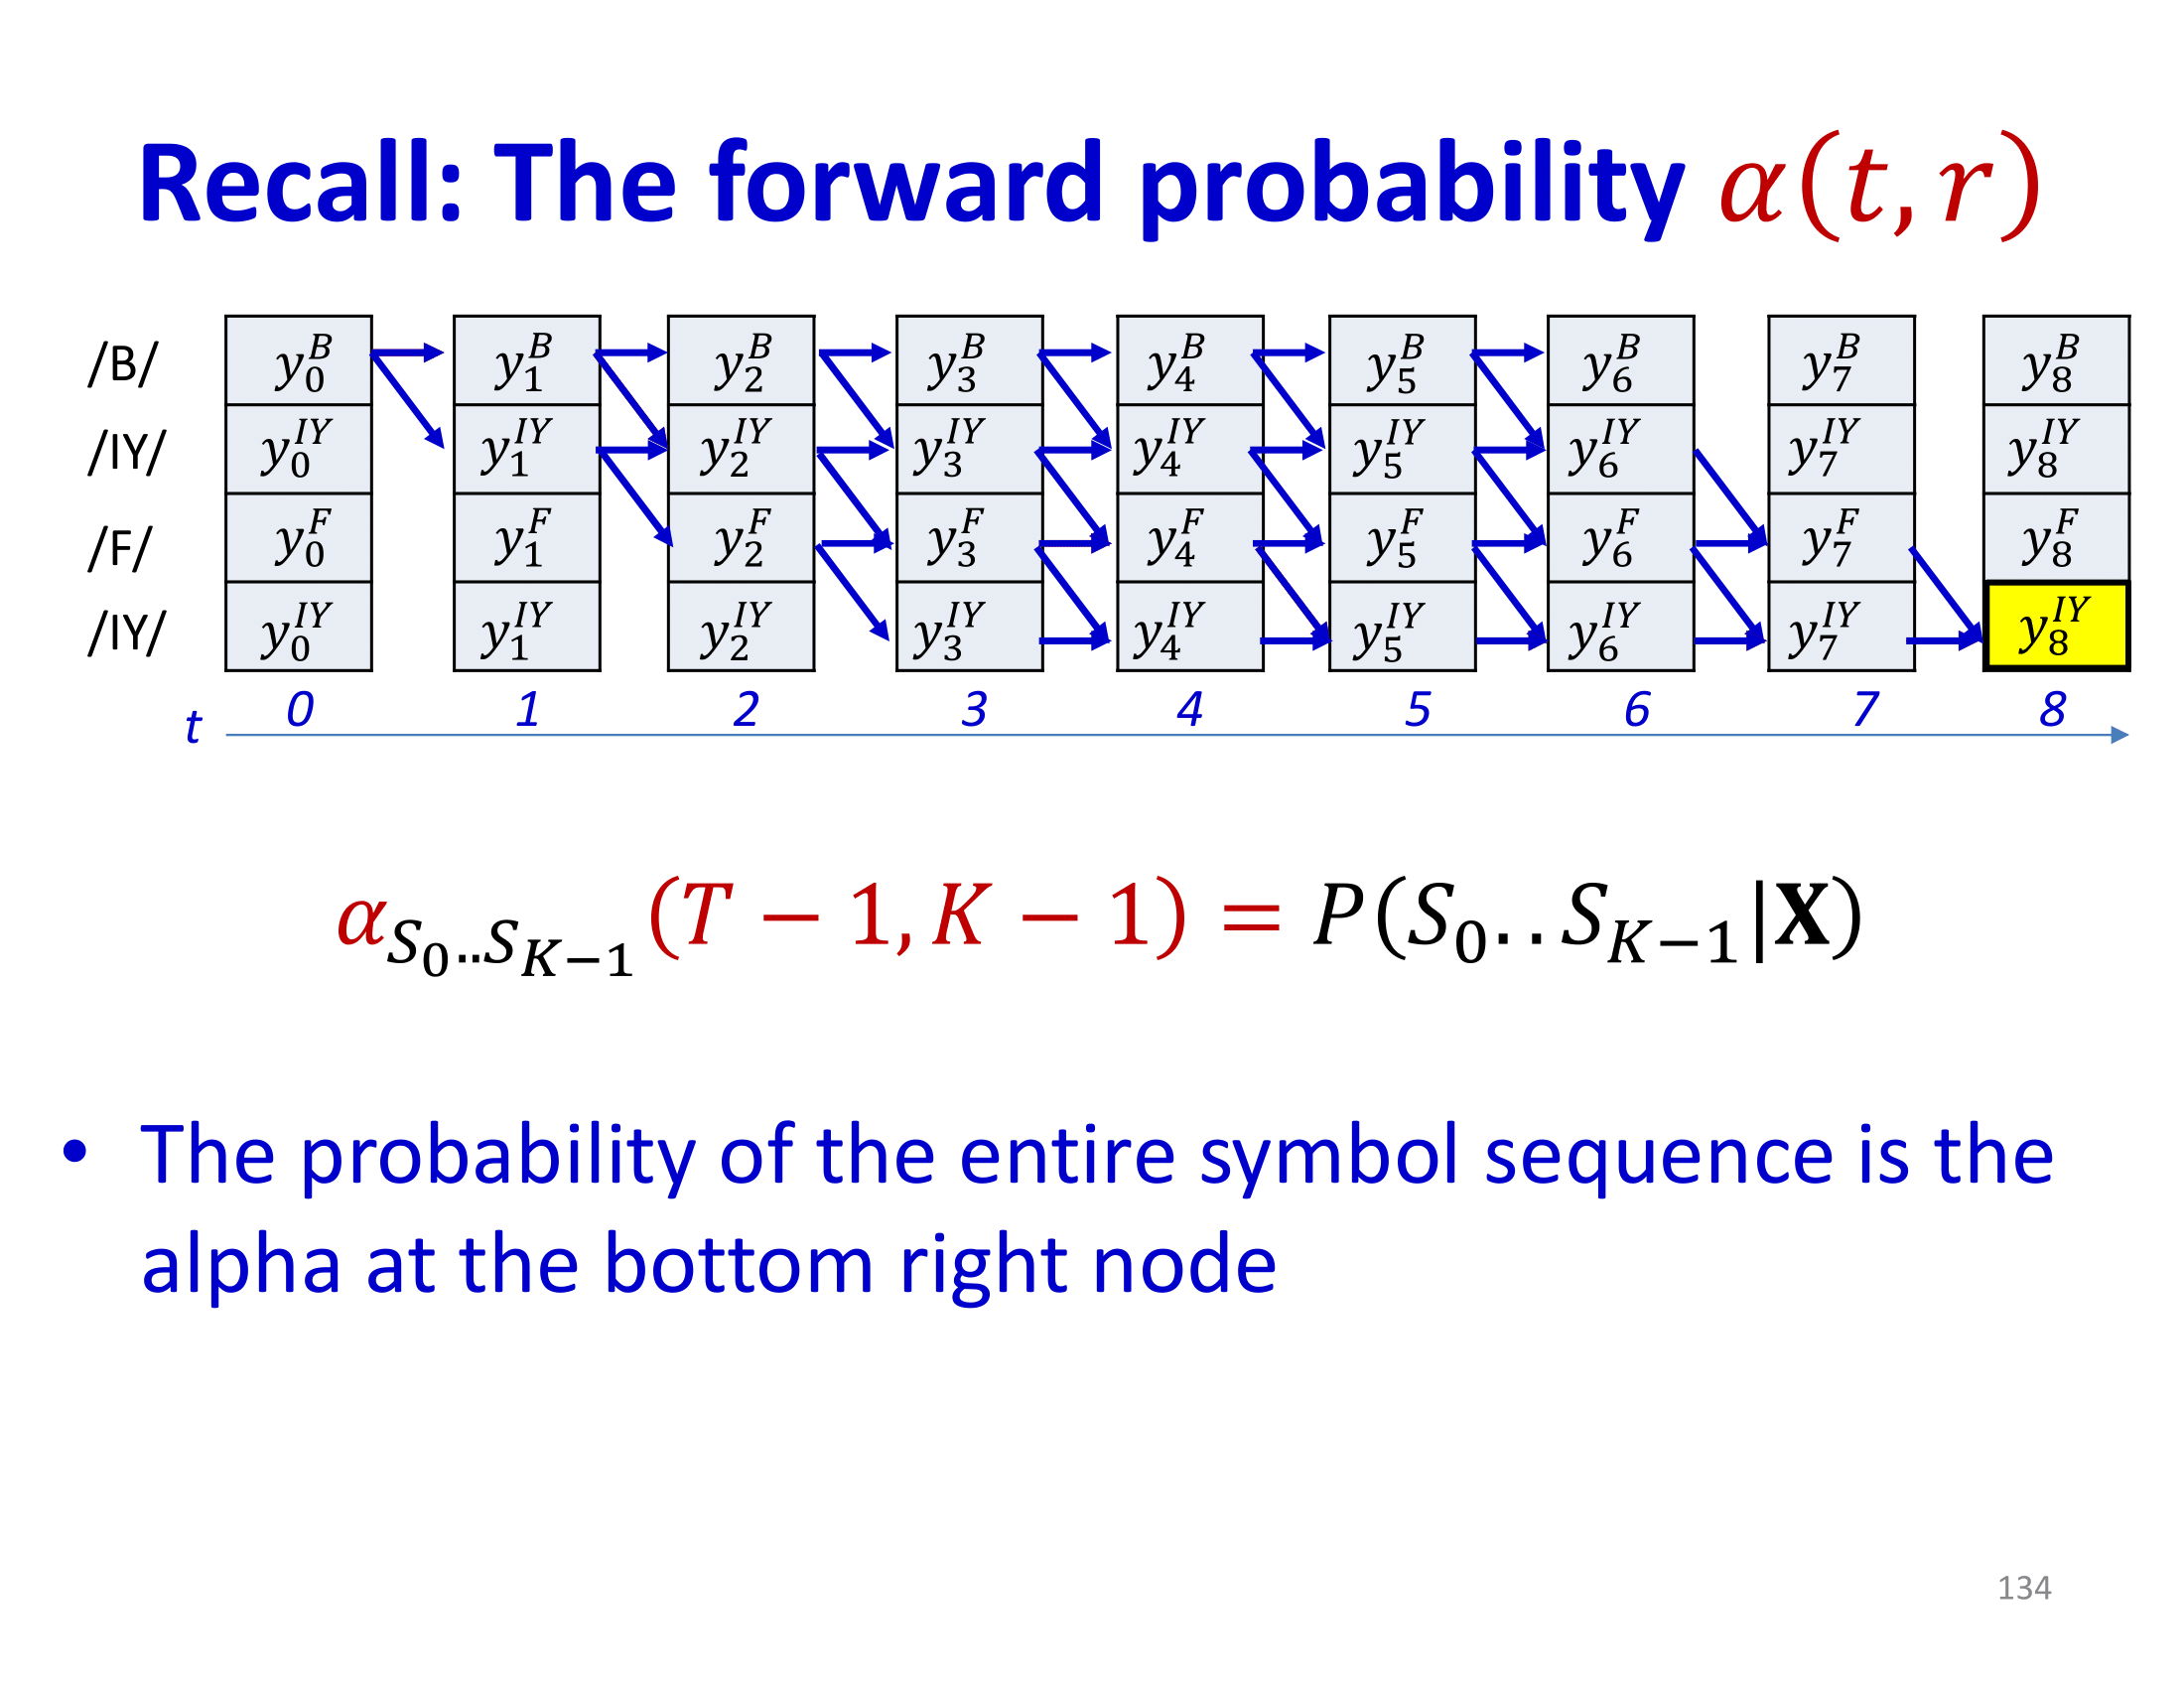 Recall: The forward probability α(t, r)
/B/ y_0^B y_1^B y_2^B y_3^B y_4^B y_5^B y_6^B y_7^B y_8^B
/IY/ y_0^{IY} y_1^{IY} y_2^{IY} y_3^{IY} y_4^{IY} y_5^{IY} y_6^{IY} y_7^{IY} y_8^{IY}
/F/ y_0^F y_1^F y_2^F y_3^F y_4^F y_5^F y_6^F y_7^F y_8^F
/IY/ y_0^{IY} y_1^{IY} y_2^{IY} y_3^{IY} y_4^{IY} y_5^{IY} y_6^{IY} y_7^{IY} y_8^{IY}
t 0 1 2 3 4 5 6 7 8
α_{S_0..S_{K−1}}(T − 1, K − 1) = P(S_0..S_{K−1}|X)
• The probability of the entire symbol sequence is the
alpha at the bottom right node
134